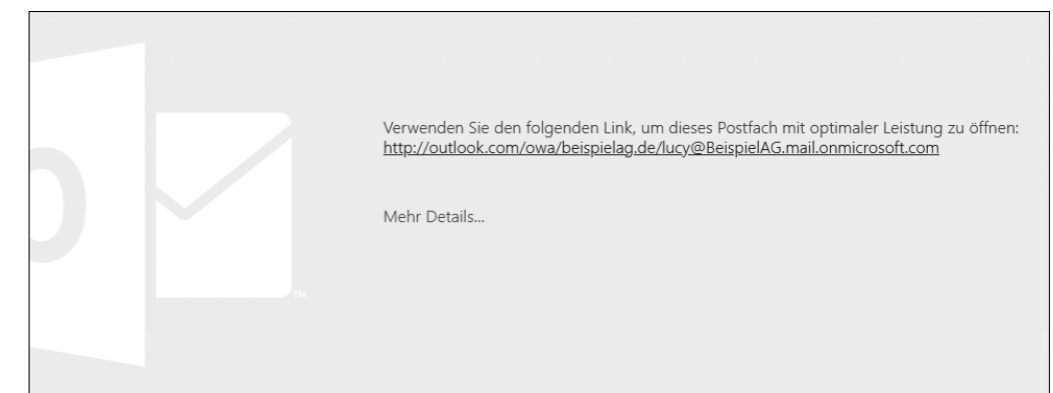 Verwenden Sie den folgenden Link, um dieses Postfach mit optimaler Leistung zu öffnen:
http://outlook.com/owa/beispielag.de/lucy@BeispielAG.mail.onmicrosoft.com
Mehr Details...
TM